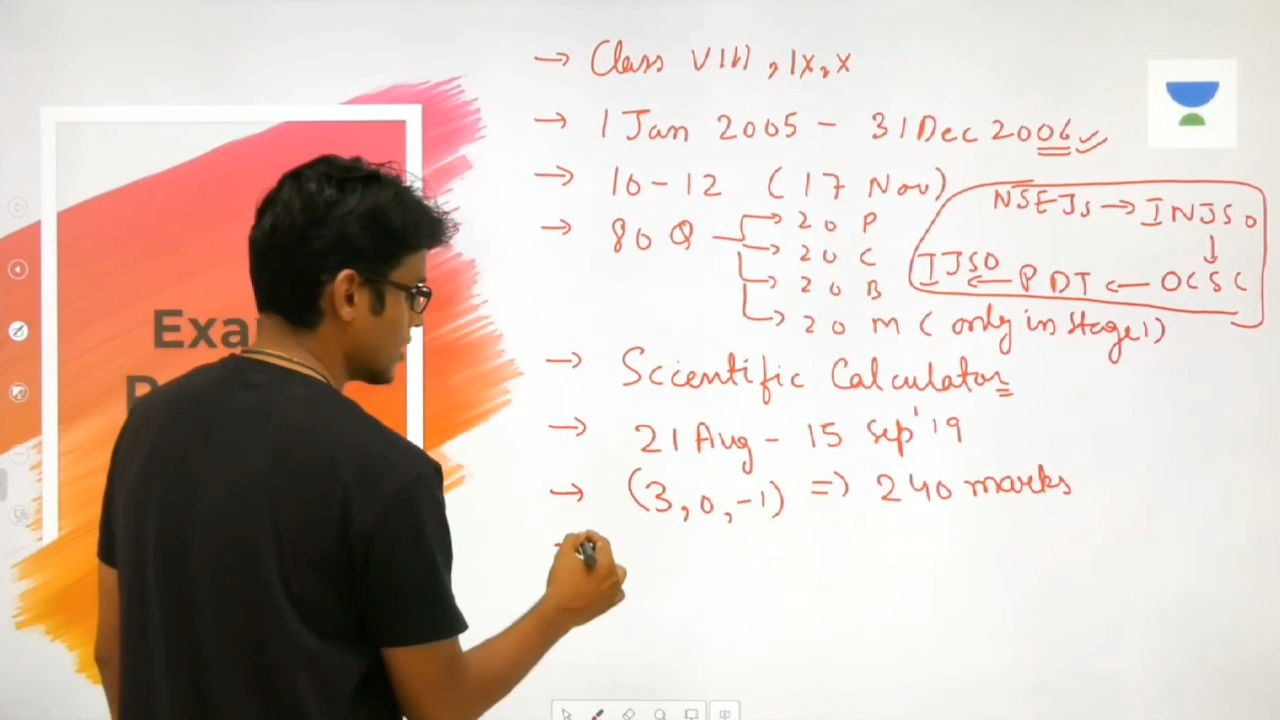 → Class VIII, IX, X
→ 1 Jan 2005 - 31 Dec 2006 ✓
→ 10-12 (17 Nov)
→ 80 Q → 20 P
→ 20 C
→ 20 B
→ 20 M (only in stage 1)
NSEJS → INJSO
↓
IJSO ← PDT ← OCSC
→ Scientific Calculator
→ 21 Aug - 15 Sep'19
→ (3, 0, -1) => 240 marks
Exa